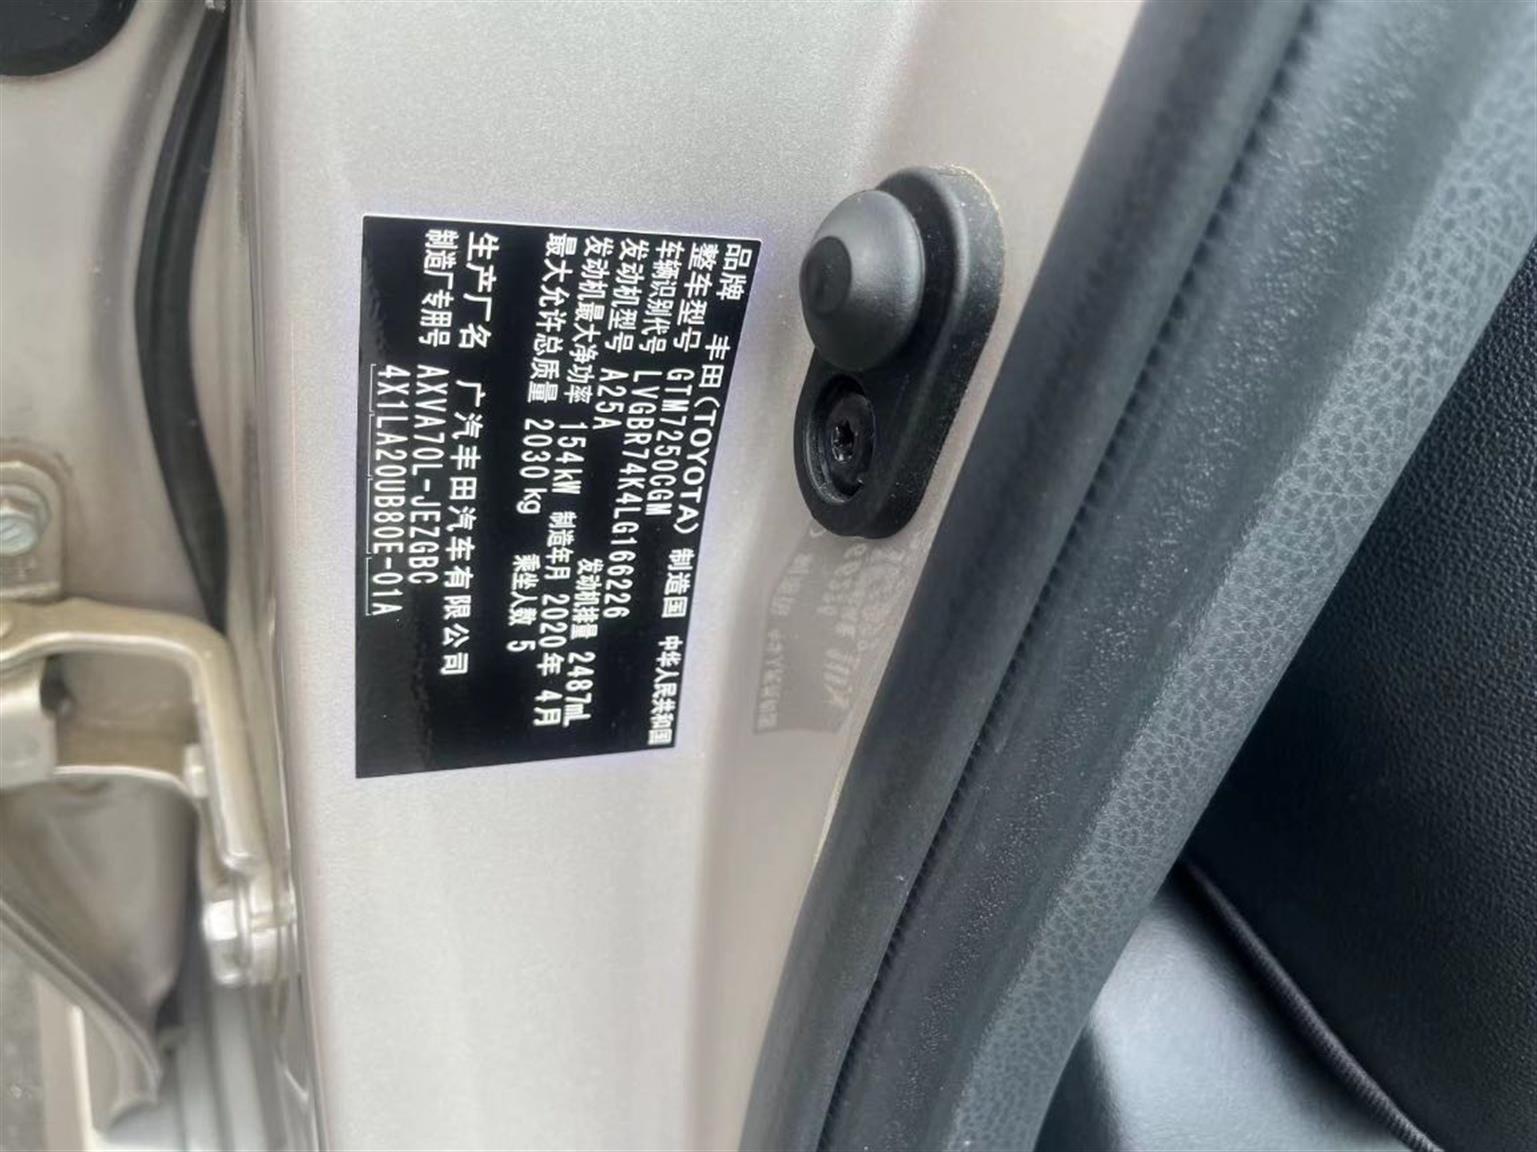 品牌 丰田(TOYOTA) 制造国 中华人民共和国
整车型号 GTM7250CGM
车辆识别代号 LVGBR74K4LG166226
发动机型号 A25A 发动机排量 2487mL
发动机最大净功率 154kW 制造年月 2020年 4月
最大允许总质量 2030kg 乘坐人数 5
生产厂名 广汽丰田汽车有限公司
制造厂专用号 AXVA70L-JEZGBC
4X1LA20UB80E-01A